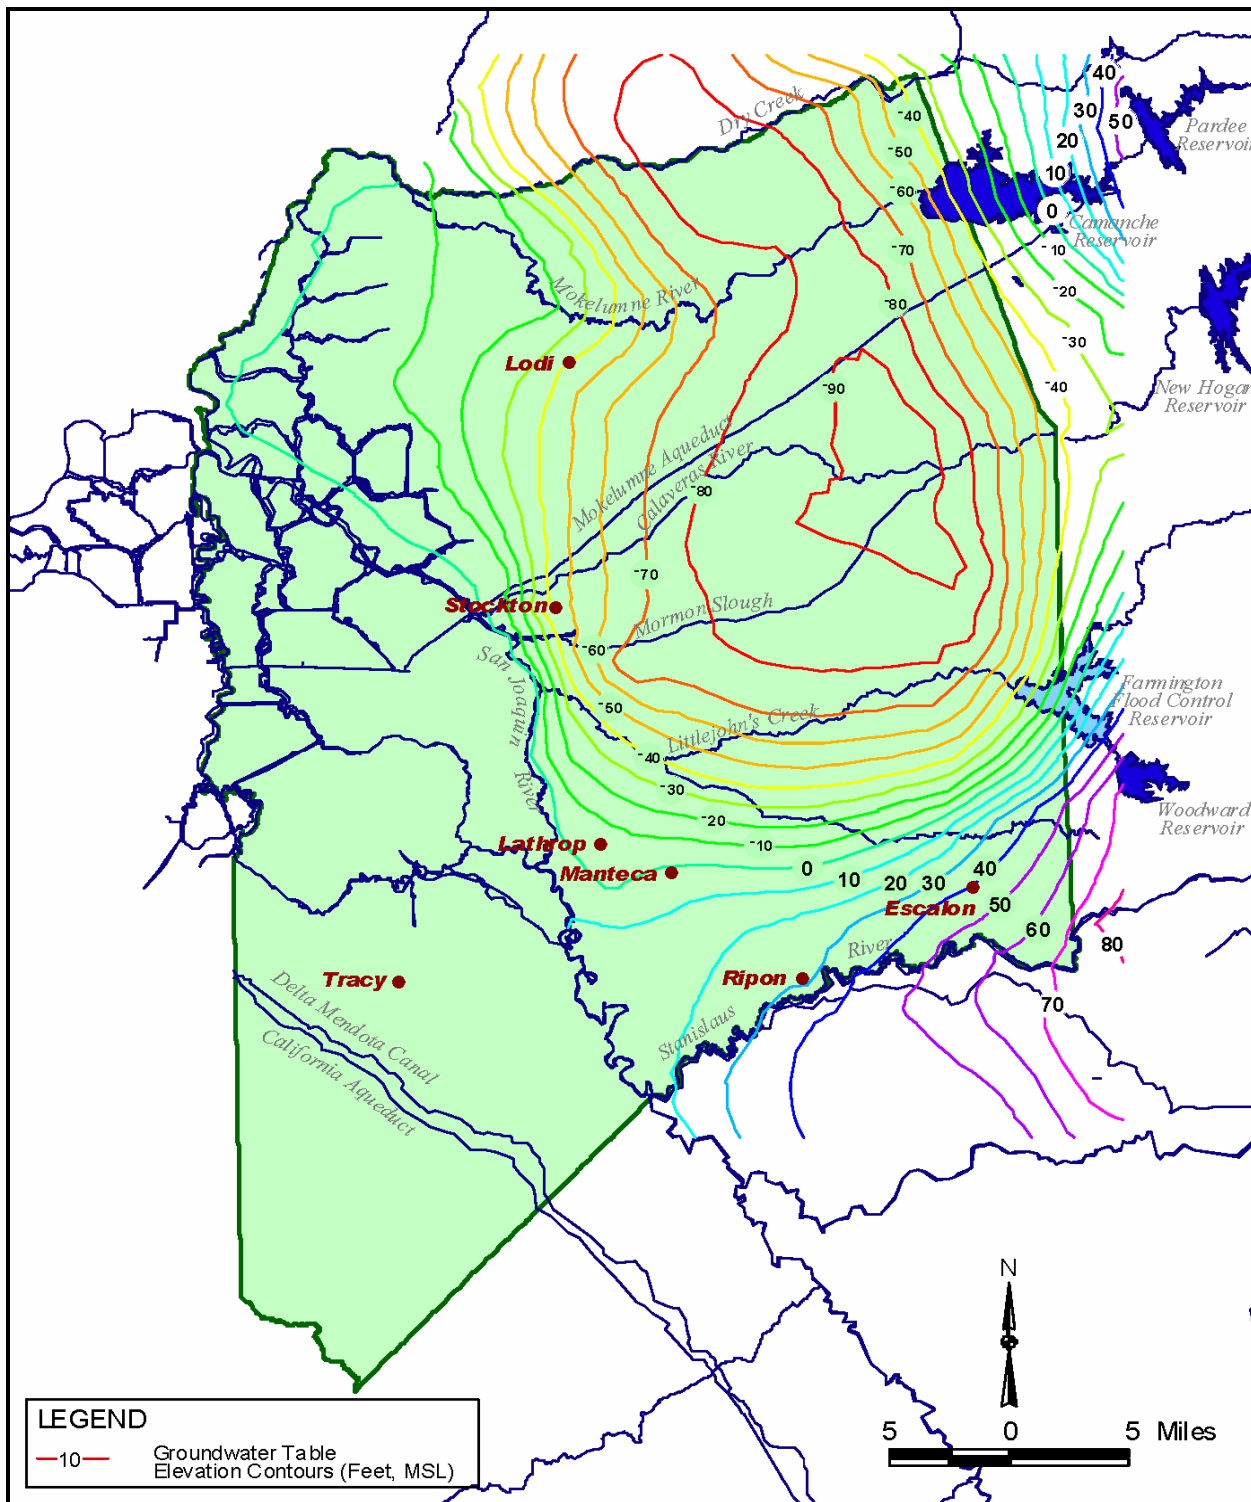 40
30
50
Pardee
Reservoir
20
10
0
-40
-50
-60
-70
-80
-10
-20
-30
-40
Dry Creek
Camanche
Reservoir
Mokelumne River
Lodi
-90
New Hogan
Reservoir
Mokelumne Aqueduct
Calaveras River
-80
-70
Stockton
Mormon Slough
-60
San Joaquin
River
-50
Littlejohn's Creek
-40
-30
-20
-10
Farmington
Flood Control
Reservoir
Woodward
Reservoir
Lathrop
Manteca
0
10
20
30
40
50
60
70
80
Escalon
River
Ripon
Stanislaus
Tracy
Delta Mendota Canal
California Aqueduct
N
5 0 5 Miles
LEGEND
10 Groundwater Table
Elevation Contours (Feet, MSL)